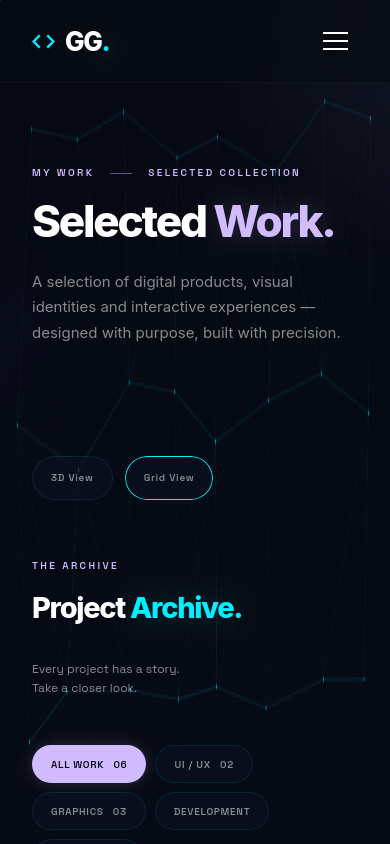 GG.
MY WORK SELECTED COLLECTION
Selected Work.
A selection of digital products, visual
identities and interactive experiences —
designed with purpose, built with precision.
3D View Grid View
THE ARCHIVE
Project Archive.
Every project has a story.
Take a closer look.
ALL WORK 06 UI / UX 02
GRAPHICS 03 DEVELOPMENT